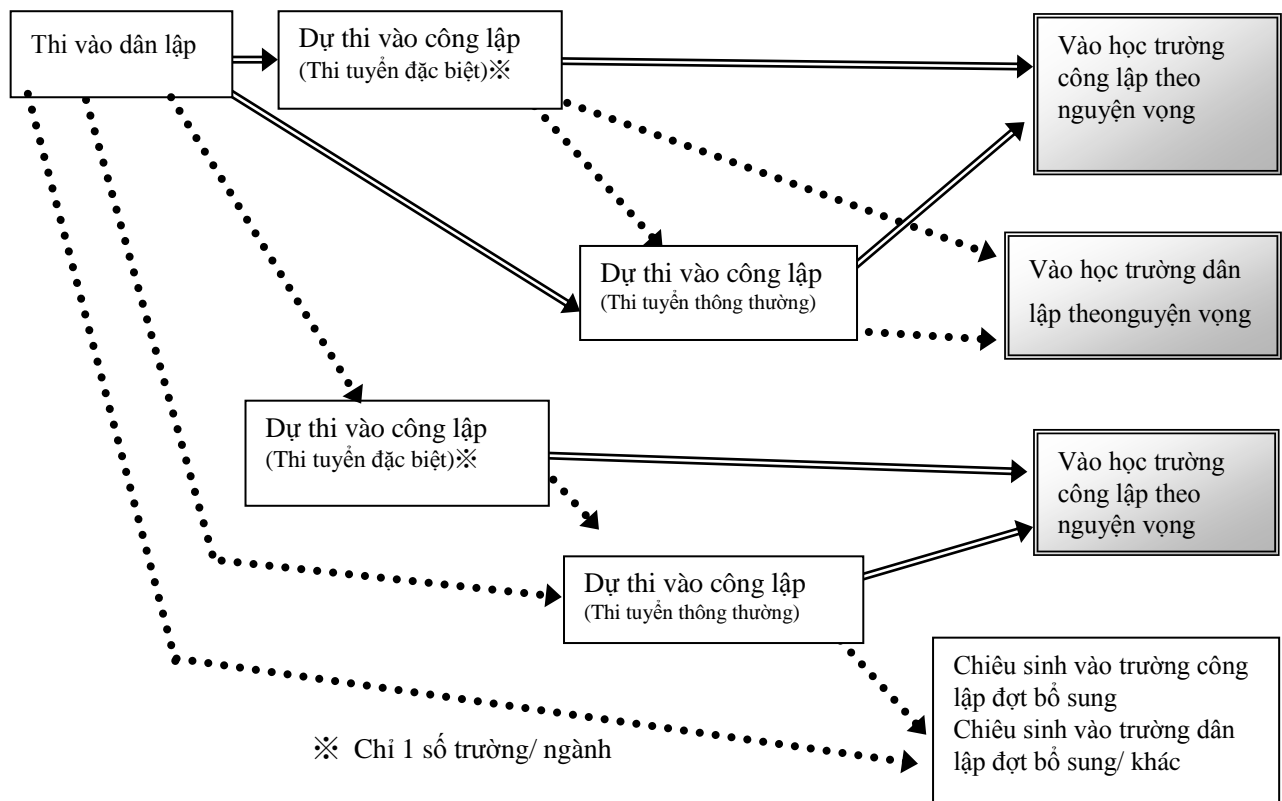 Thi vào dân lập
Dự thi vào công lập
(Thi tuyển đặc biệt)※
Vào học trường
công lập theo
nguyện vọng
Dự thi vào công lập
(Thi tuyển thông thường)
Vào học trường dân
lập theonguyện vọng
Dự thi vào công lập
(Thi tuyển đặc biệt)※
Vào học trường
công lập theo
nguyện vọng
Dự thi vào công lập
(Thi tuyển thông thường)
Chiêu sinh vào trường công
lập đợt bổ sung
Chiêu sinh vào trường dân
lập đợt bổ sung/ khác
※ Chỉ 1 số trường/ ngành